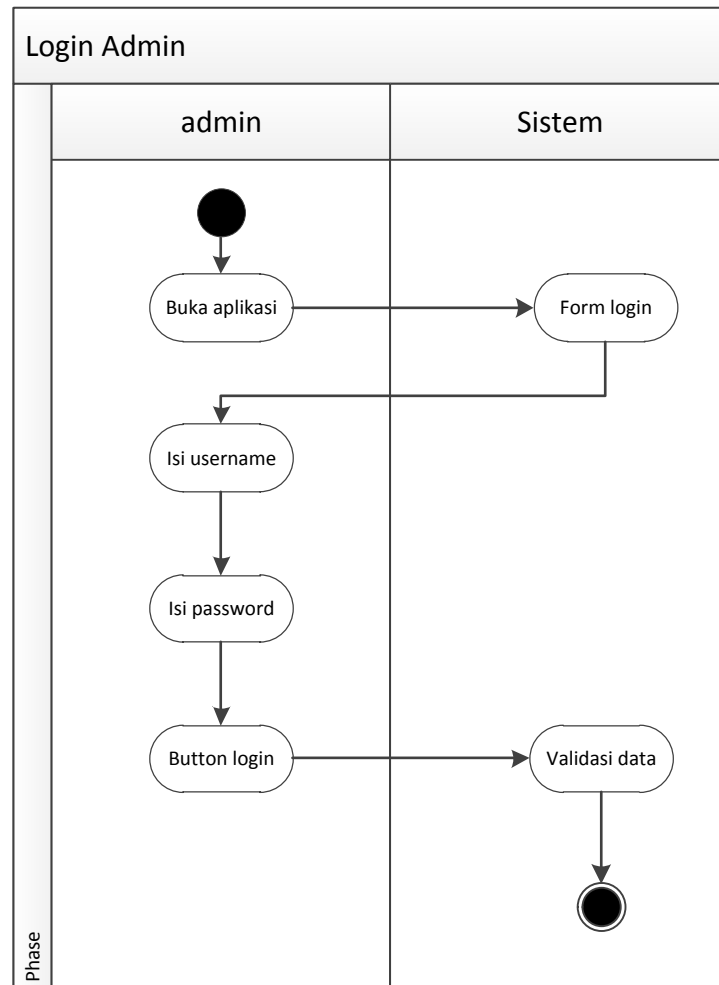 Login Admin
admin
Sistem
Buka aplikasi
Form login
Isi username
Isi password
Button login
Validasi data
Phase